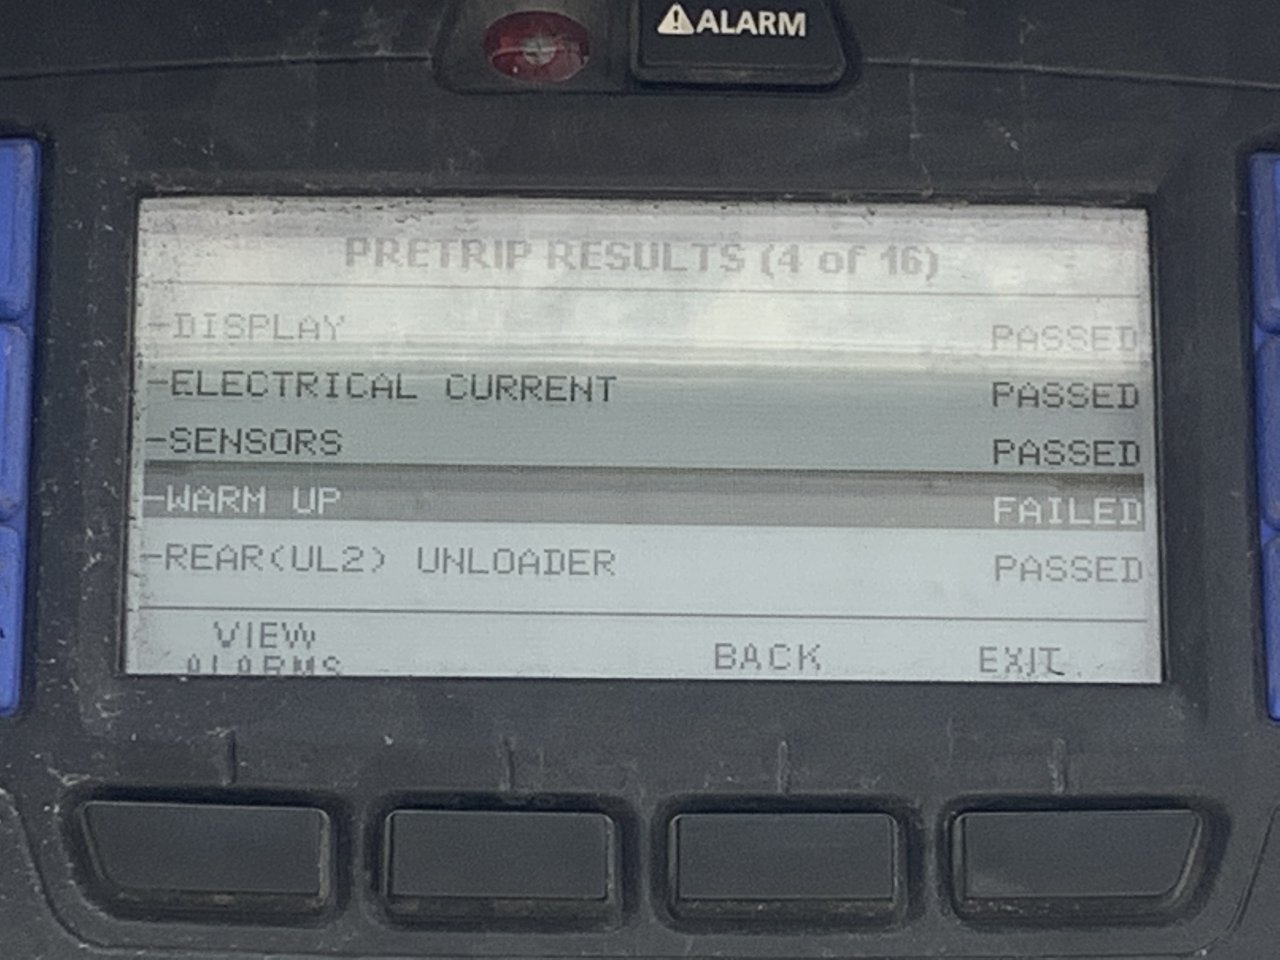 ⚠ALARM
PRETRIP RESULTS (4 of 16)
-DISPLAY PASSED
-ELECTRICAL CURRENT PASSED
-SENSORS PASSED
-WARM UP FAILED
-REAR(UL2) UNLOADER PASSED
VIEW ALARMS BACK EXIT